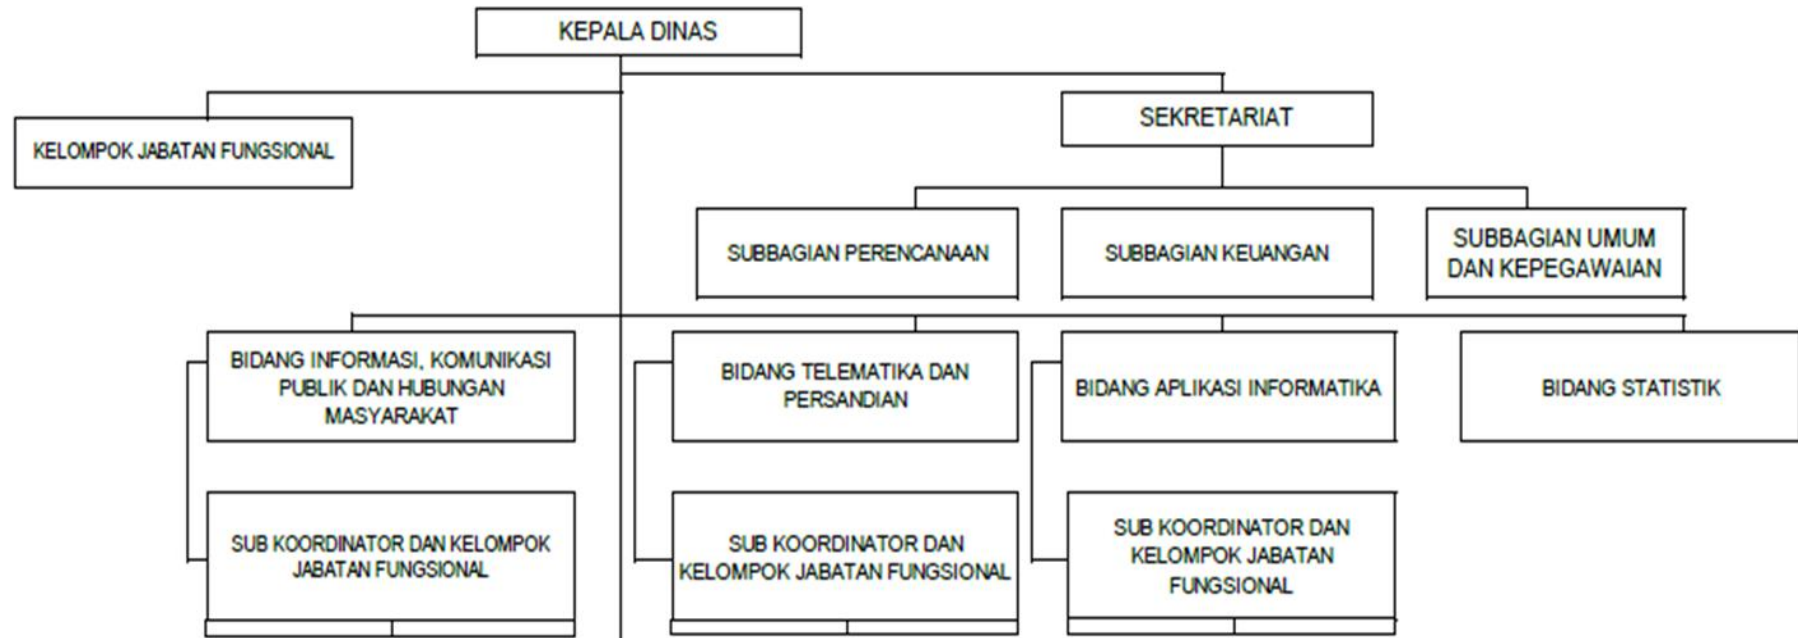 KEPALA DINAS
SEKRETARIAT
KELOMPOK JABATAN FUNGSIONAL
SUBBAGIAN PERENCANAAN
SUBBAGIAN KEUANGAN
SUBBAGIAN UMUM
DAN KEPEGAWAIAN
BIDANG INFORMASI, KOMUNIKASI
PUBLIK DAN HUBUNGAN
MASYARAKAT
BIDANG TELEMATIKA DAN
PERSANDIAN
BIDANG APLIKASI INFORMATIKA
BIDANG STATISTIK
SUB KOORDINATOR DAN KELOMPOK
JABATAN FUNGSIONAL
SUB KOORDINATOR DAN
KELOMPOK JABATAN FUNGSIONAL
SUB KOORDINATOR DAN
KELOMPOK JABATAN
FUNGSIONAL